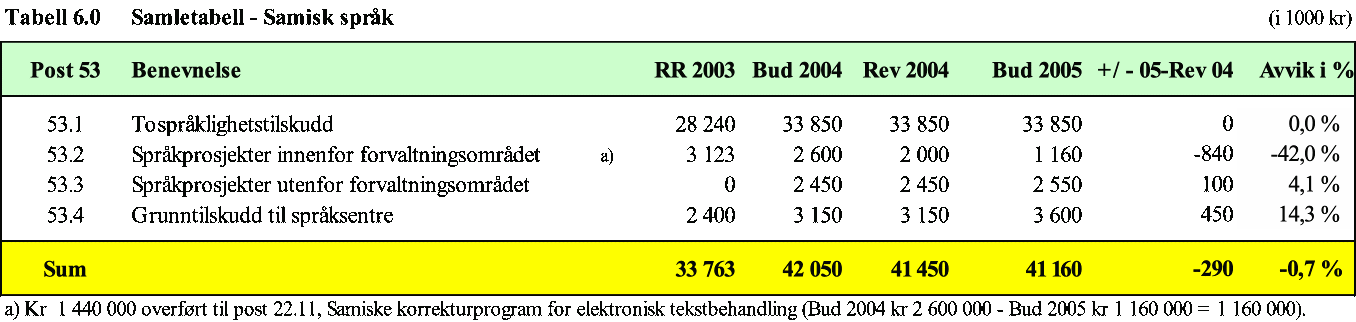 Tabell 6.0 Samletabell - Samisk språk (i 1000 kr)
Post 53 Benevnelse RR 2003 Bud 2004 Rev 2004 Bud 2005 +/ - 05-Rev 04 Avvik i %
53.1 Tospråklighetstilskudd 28 240 33 850 33 850 33 850 0 0,0 %
53.2 Språkprosjekter innenfor forvaltningsområdet a) 3 123 2 600 2 000 1 160 -840 -42,0 %
53.3 Språkprosjekter utenfor forvaltningsområdet 0 2 450 2 450 2 550 100 4,1 %
53.4 Grunntilskudd til språksentre 2 400 3 150 3 150 3 600 450 14,3 %
Sum 33 763 42 050 41 450 41 160 -290 -0,7 %
a) Kr 1 440 000 overført til post 22.11, Samiske korrekturprogram for elektronisk tekstbehandling (Bud 2004 kr 2 600 000 - Bud 2005 kr 1 160 000 = 1 160 000).